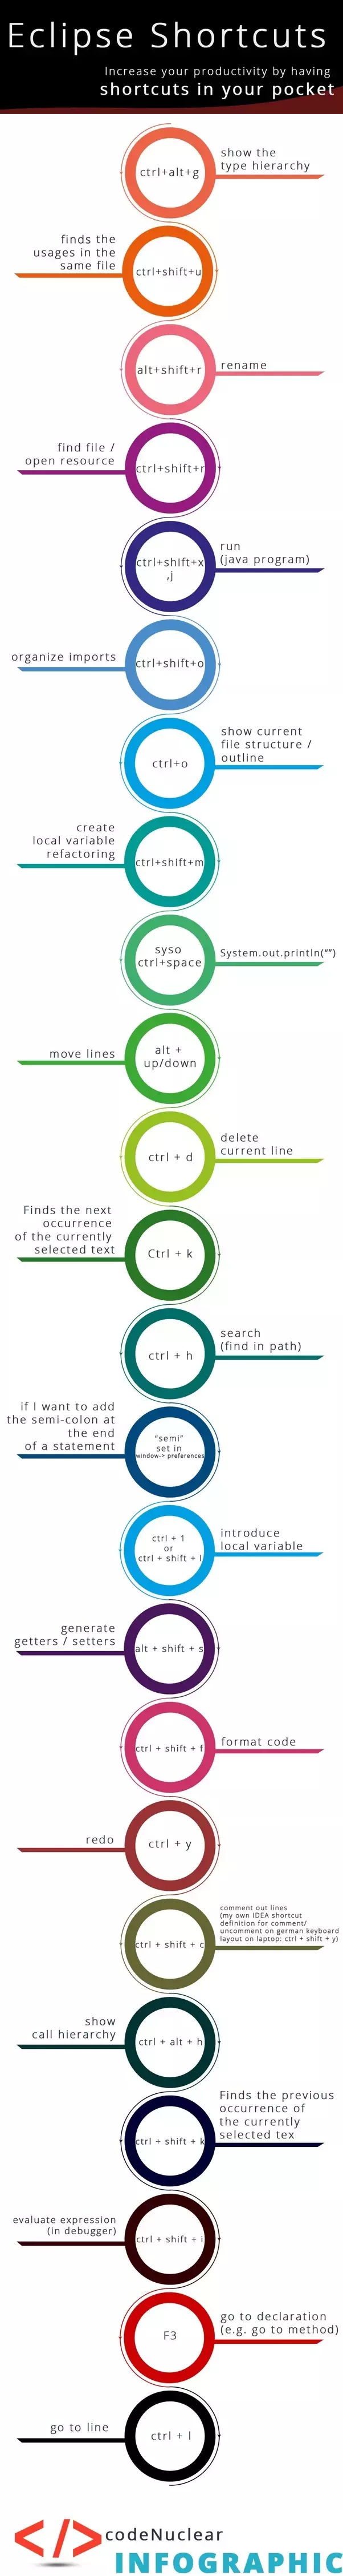 Eclipse Shortcuts
Increase your productivity by having
shortcuts in your pocket
ctrl+alt+g
show the
type hierarchy
finds the
usages in the
same file
ctrl+shift+u
alt+shift+r
rename
find file /
open resource
ctrl+shift+r
ctrl+shift+x
,j
run
(java program)
organize imports
ctrl+shift+o
ctrl+o
show current
file structure /
outline
create
local variable
refactoring
ctrl+shift+m
syso
ctrl+space
System.out.println("")
move lines
alt +
up/down
ctrl + d
delete
current line
Finds the next
occurrence
of the currently
selected text
Ctrl + k
ctrl + h
search
(find in path)
if I want to add
the semi-colon at
the end
of a statement
"semi"
set in
window-> preferences
ctrl + 1
or
ctrl + shift + l
introduce
local variable
generate
getters / setters
alt + shift + s
ctrl + shift + f
format code
redo
ctrl + y
ctrl + shift + c
comment out lines
(my own IDEA shortcut
definition for comment/
uncomment on german keyboard
layout on laptop: ctrl + shift + y)
show
call hierarchy
ctrl + alt + h
ctrl + shift + k
Finds the previous
occurrence of
the currently
selected tex
evaluate expression
(in debugger)
ctrl + shift + i
F3
go to declaration
(e.g. go to method)
go to line
ctrl + l
</>codeNuclear
INFOGRAPHIC